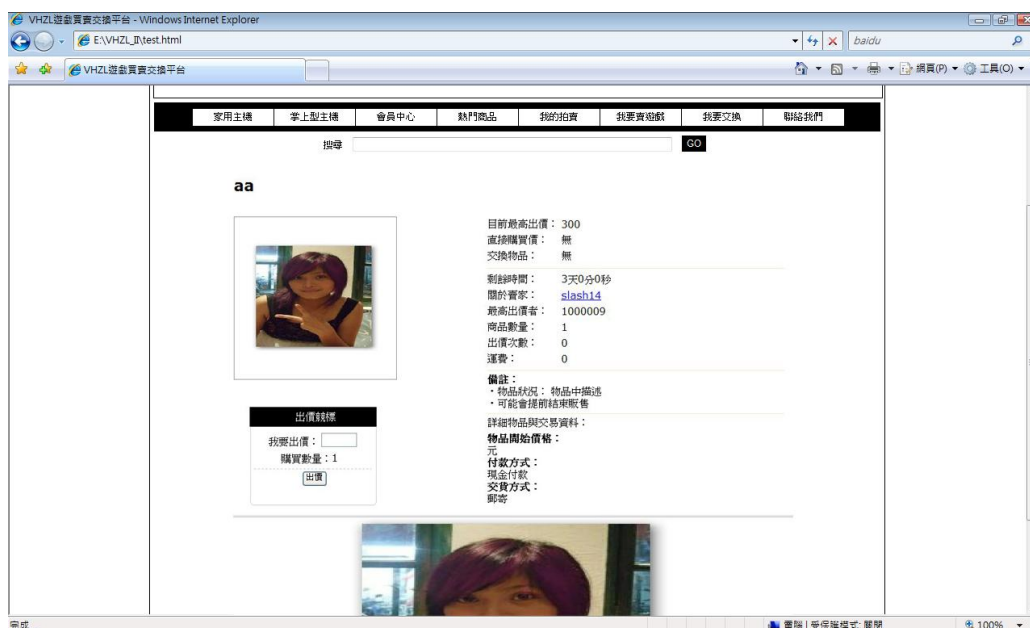 VHZL遊戲買賣交換平台 - Windows Internet Explorer
E:\VHZL_II\test.html
baidu
VHZL遊戲買賣交換平台
網頁(P)
工具(O)
家用主機 掌上型主機 會員中心 熱門商品 我的拍賣 我要賣遊戲 我要交換 聯絡我們
搜尋 GO
aa
目前最高出價： 300
直接購買價： 無
交換物品： 無
剩餘時間： 3天0分0秒
關於賣家： slash14
最高出價者： 1000009
商品數量： 1
出價次數： 0
運費： 0
備註：
・物品狀況： 物品中描述
・可能會提前結束販售
出價競標
我要出價：
購買數量：1
出價
詳細物品與交易資料：
物品開始價格：
元
付款方式：
現金付款
交貨方式：
郵寄
完成
電腦 | 受保護模式: 關閉
100%